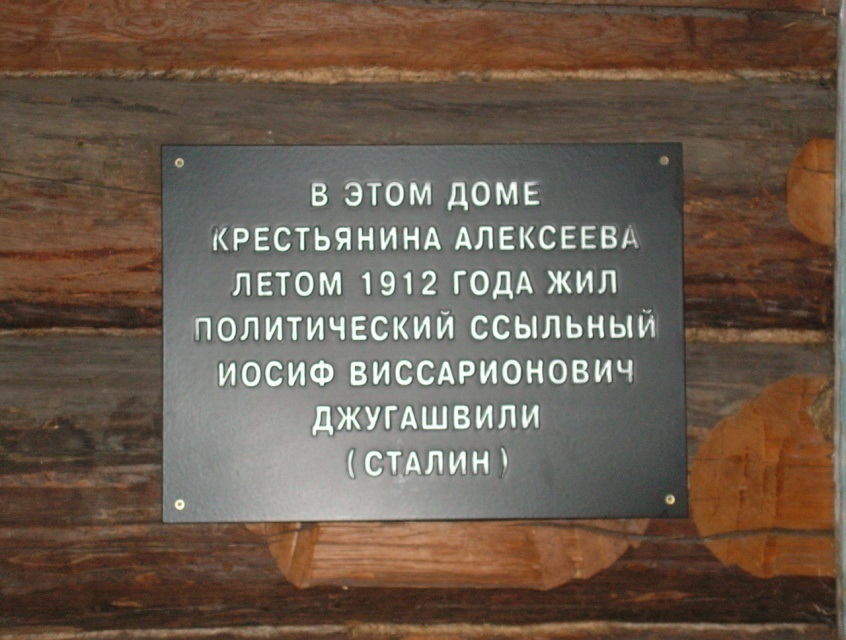 В ЭТОМ ДОМЕ
КРЕСТЬЯНИНА АЛЕКСЕЕВА
ЛЕТОМ 1912 ГОДА ЖИЛ
ПОЛИТИЧЕСКИЙ ССЫЛЬНЫЙ
ИОСИФ ВИССАРИОНОВИЧ
ДЖУГАШВИЛИ
(СТАЛИН)